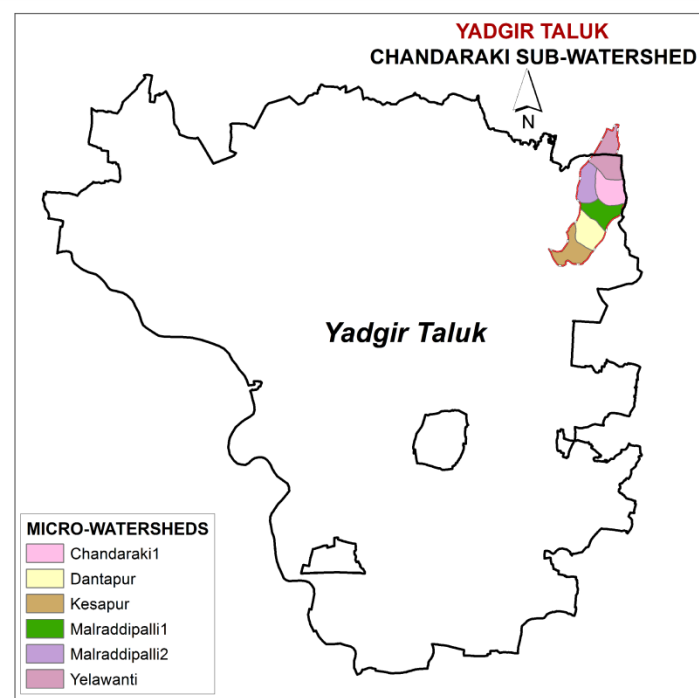 YADGIR TALUK
CHANDARAKI SUB-WATERSHED
N
Yadgir Taluk
MICRO-WATERSHEDS
Chandaraki1
Dantapur
Kesapur
Malraddipalli1
Malraddipalli2
Yelawanti